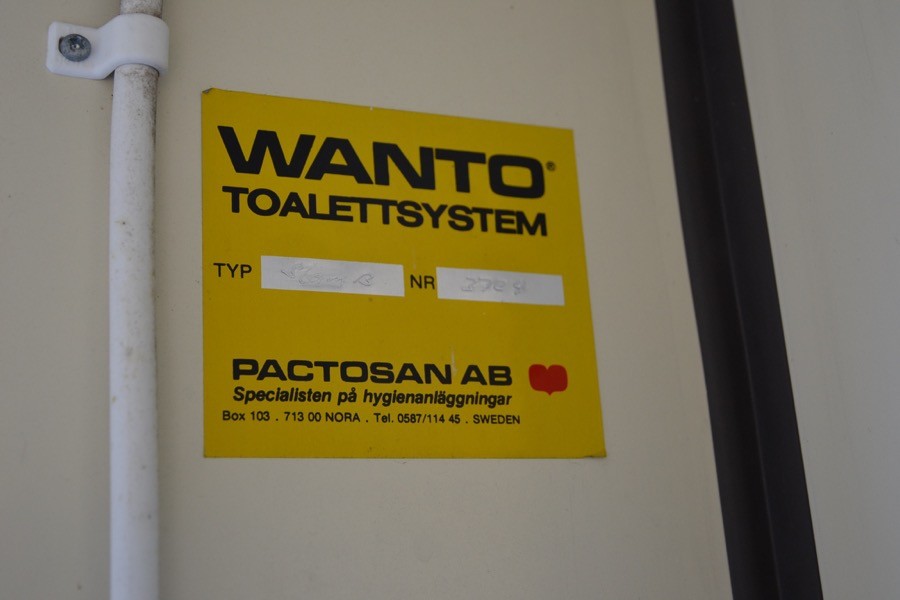 WANTO®
TOALETTSYSTEM
TYP NR
PACTOSAN AB
Specialisten på hygienanläggningar
Box 103 . 713 00 NORA . Tel. 0587/114 45 . SWEDEN